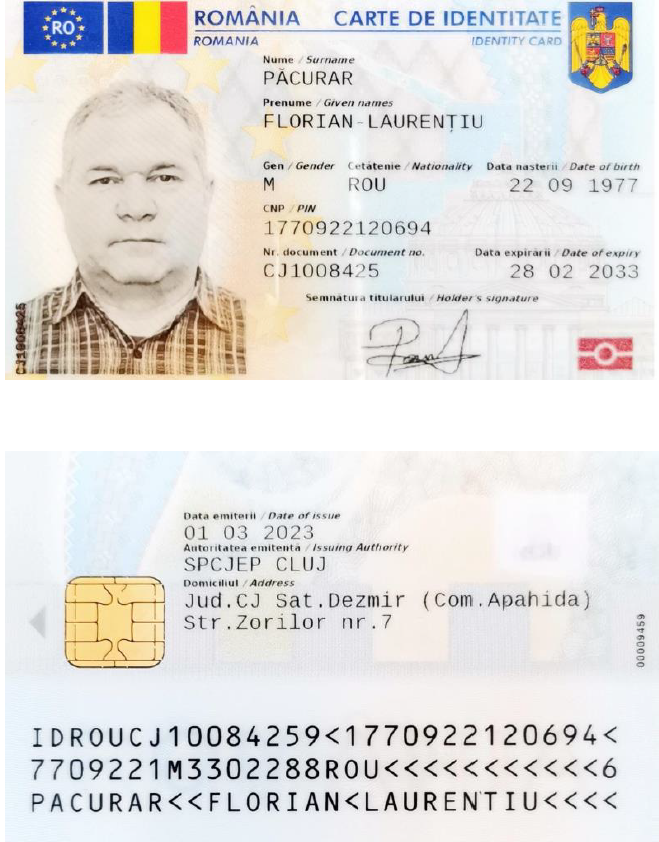 RO
ROMÂNIA CARTE DE IDENTITATE
ROMANIA IDENTITY CARD
Nume / Surname
PĂCURAR
Prenume / Given names
FLORIAN-LAURENȚIU
Gen / Gender Cetățenie / Nationality Data nașterii / Date of birth
M ROU 22 09 1977
CNP / PIN
1770922120694
Nr. document / Document no. Data expirării / Date of expiry
CJ1008425 28 02 2033
Semnătura titularului / Holder's signature
CJ1008425
Data emiterii / Date of issue
01 03 2023
Autoritatea emitentă / Issuing Authority
SPCJEP CLUJ
Domiciliul / Address
Jud.CJ Sat.Dezmir (Com.Apahida)
Str.Zorilor nr.7
00009459
IDROUCJ10084259<1770922120694<
7709221M3302288ROU<<<<<<<<<<<6
PACURAR<<FLORIAN<LAURENTIU<<<<